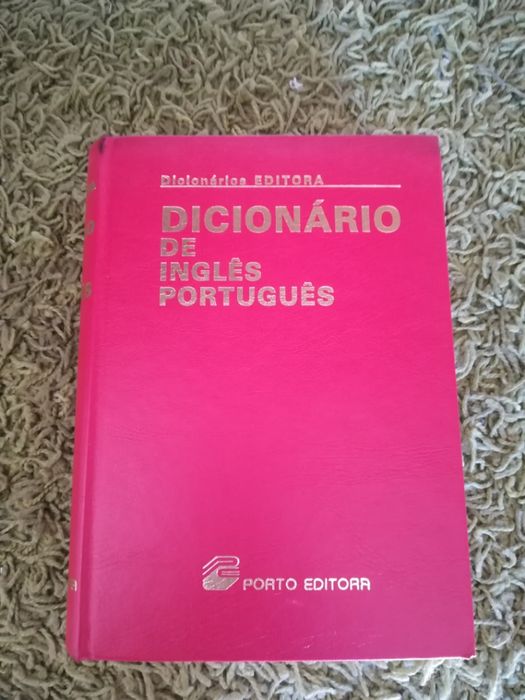 Dicionários EDITORA
DICIONÁRIO
DE
INGLÊS
PORTUGUÊS
PORTO EDITORA